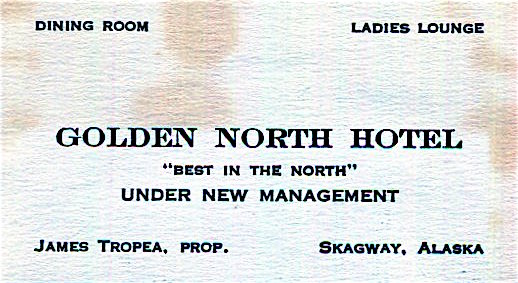 DINING ROOM LADIES LOUNGE
GOLDEN NORTH HOTEL
"BEST IN THE NORTH"
UNDER NEW MANAGEMENT
JAMES TROPEA, PROP. SKAGWAY, ALASKA